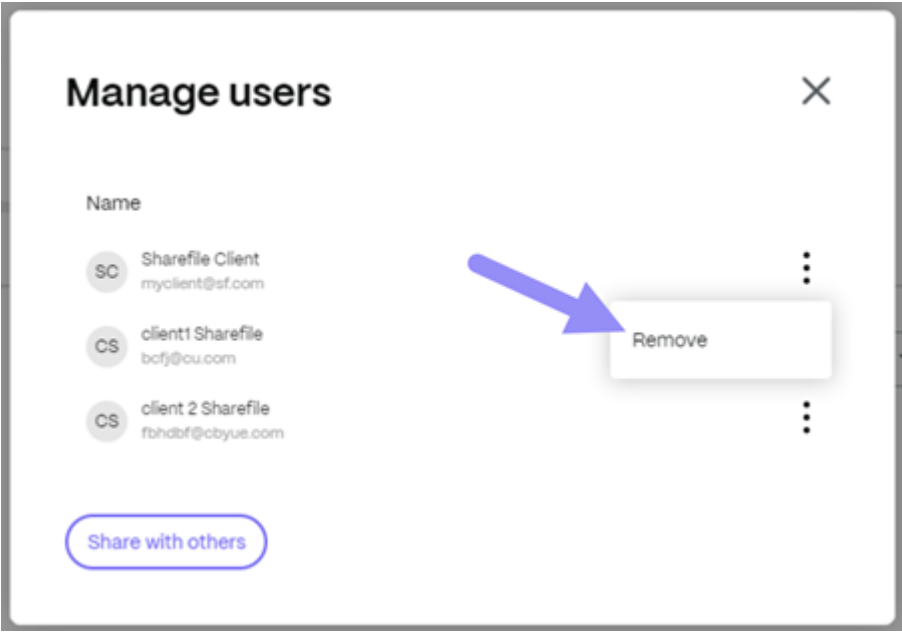 Manage users
Name
SC
Sharefile Client
myclient@sf.com
CS
client1 Sharefile
bcfj@cu.com
Remove
CS
client 2 Sharefile
fbhdbf@cbyue.com
Share with others